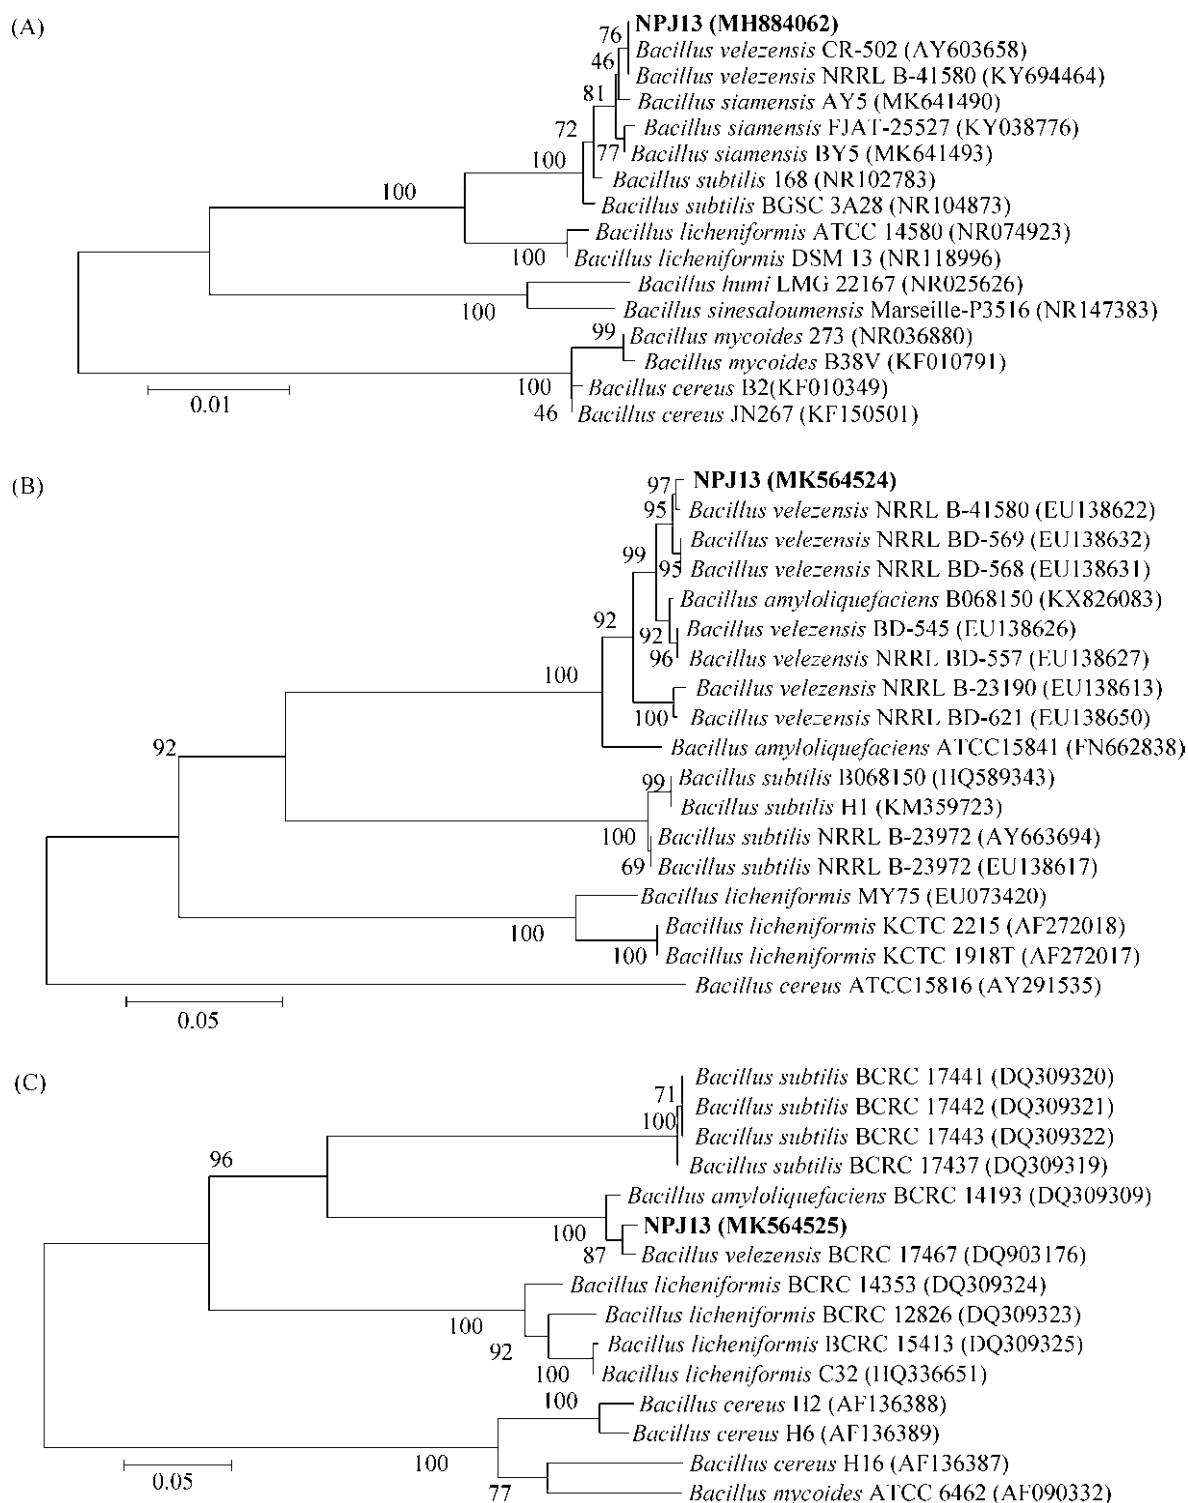 (A)
NPJ13 (MH884062)
76
Bacillus velezensis CR-502 (AY603658)
46
Bacillus velezensis NRRL B-41580 (KY694464)
81
Bacillus siamensis AY5 (MK641490)
72
Bacillus siamensis FJAT-25527 (KY038776)
100
77
Bacillus siamensis BY5 (MK641493)
100
Bacillus subtilis 168 (NR102783)
Bacillus subtilis BGSC 3A28 (NR104873)
Bacillus licheniformis ATCC 14580 (NR074923)
100
Bacillus licheniformis DSM 13 (NR118996)
Bacillus humi LMG 22167 (NR025626)
100
Bacillus sinesaloumensis Marseille-P3516 (NR147383)
99
Bacillus mycoides 273 (NR036880)
Bacillus mycoides B38V (KF010791)
100
Bacillus cereus B2(KF010349)
0.01
46
Bacillus cereus JN267 (KF150501)
(B)
97
NPJ13 (MK564524)
95
Bacillus velezensis NRRL B-41580 (EU138622)
Bacillus velezensis NRRL BD-569 (EU138632)
99
95
Bacillus velezensis NRRL BD-568 (EU138631)
Bacillus amyloliquefaciens B068150 (KX826083)
92
92
Bacillus velezensis BD-545 (EU138626)
96
Bacillus velezensis NRRL BD-557 (EU138627)
100
Bacillus velezensis NRRL B-23190 (EU138613)
100
Bacillus velezensis NRRL BD-621 (EU138650)
92
Bacillus amyloliquefaciens ATCC15841 (FN662838)
99
Bacillus subtilis B068150 (HQ589343)
Bacillus subtilis H1 (KM359723)
100
Bacillus subtilis NRRL B-23972 (AY663694)
69
Bacillus subtilis NRRL B-23972 (EU138617)
Bacillus licheniformis MY75 (EU073420)
100
Bacillus licheniformis KCTC 2215 (AF272018)
100
Bacillus licheniformis KCTC 1918T (AF272017)
Bacillus cereus ATCC15816 (AY291535)
0.05
(C)
Bacillus subtilis BCRC 17441 (DQ309320)
71
Bacillus subtilis BCRC 17442 (DQ309321)
100
Bacillus subtilis BCRC 17443 (DQ309322)
96
Bacillus subtilis BCRC 17437 (DQ309319)
Bacillus amyloliquefaciens BCRC 14193 (DQ309309)
100
NPJ13 (MK564525)
87
Bacillus velezensis BCRC 17467 (DQ903176)
Bacillus licheniformis BCRC 14353 (DQ309324)
100
Bacillus licheniformis BCRC 12826 (DQ309323)
92
Bacillus licheniformis BCRC 15413 (DQ309325)
100
Bacillus licheniformis C32 (HQ336651)
100
Bacillus cereus H2 (AF136388)
Bacillus cereus H6 (AF136389)
100
Bacillus cereus H16 (AF136387)
0.05
77
Bacillus mycoides ATCC 6462 (AF090332)